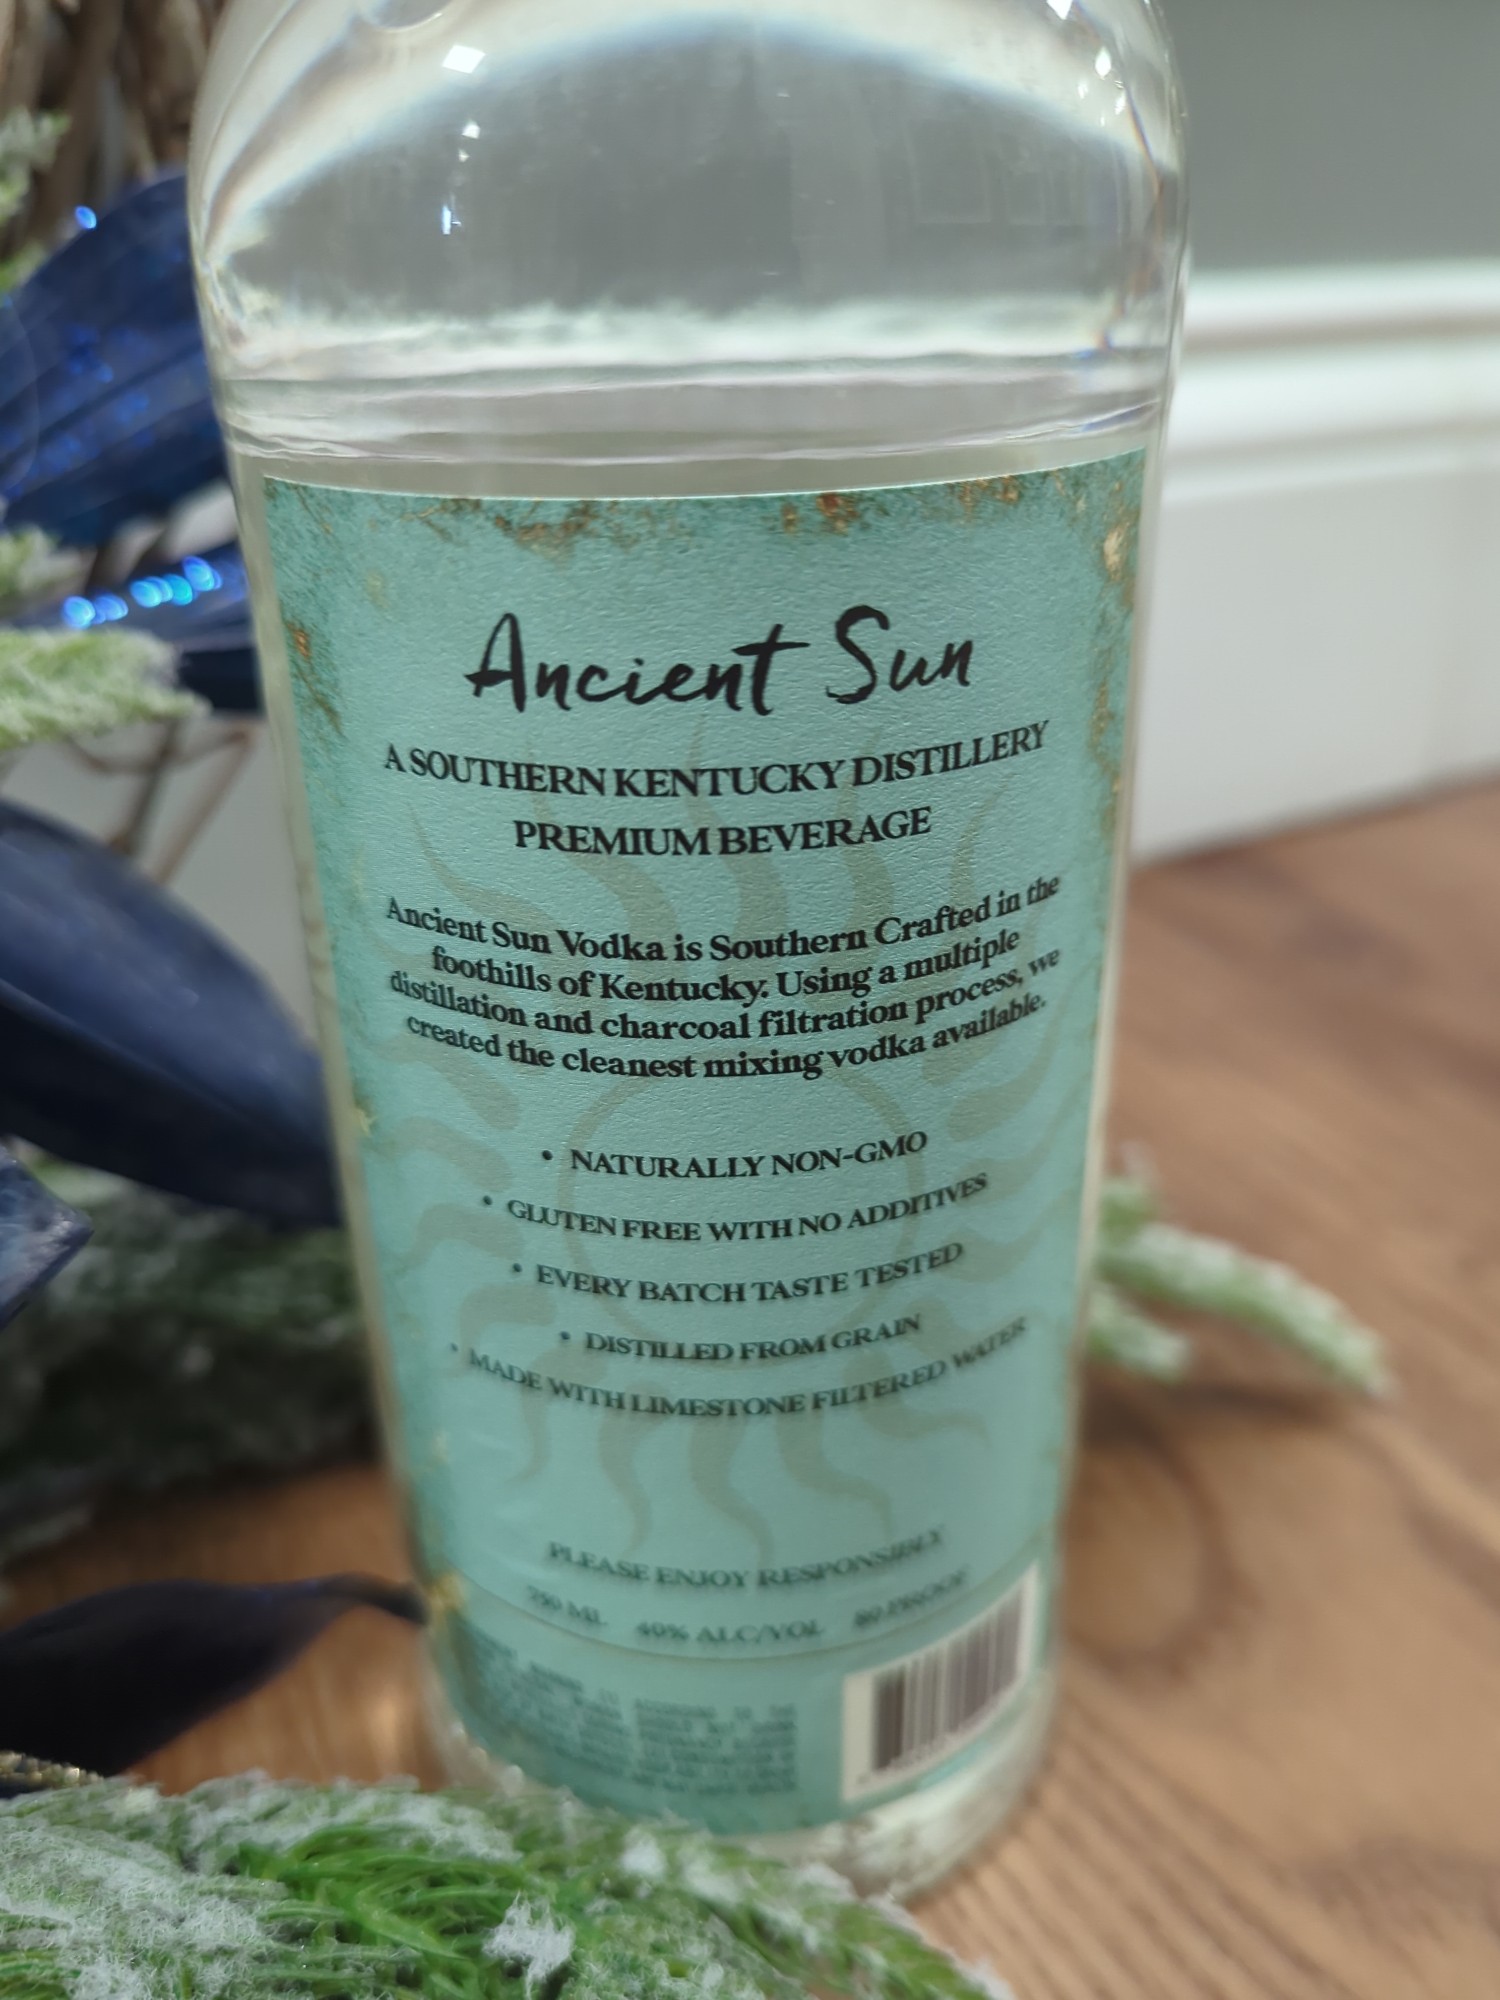 Ancient Sun
A SOUTHERN KENTUCKY DISTILLERY
PREMIUM BEVERAGE
Ancient Sun Vodka is Southern Crafted in the
foothills of Kentucky. Using a multiple
distillation and charcoal filtration process, we
created the cleanest mixing vodka available.
• NATURALLY NON-GMO
• GLUTEN FREE WITH NO ADDITIVES
• EVERY BATCH TASTE TESTED
• DISTILLED FROM GRAIN
• MADE WITH LIMESTONE FILTERED WATER
PLEASE ENJOY RESPONSIBLY
750 ML 40% ALC/VOL 80 PROOF